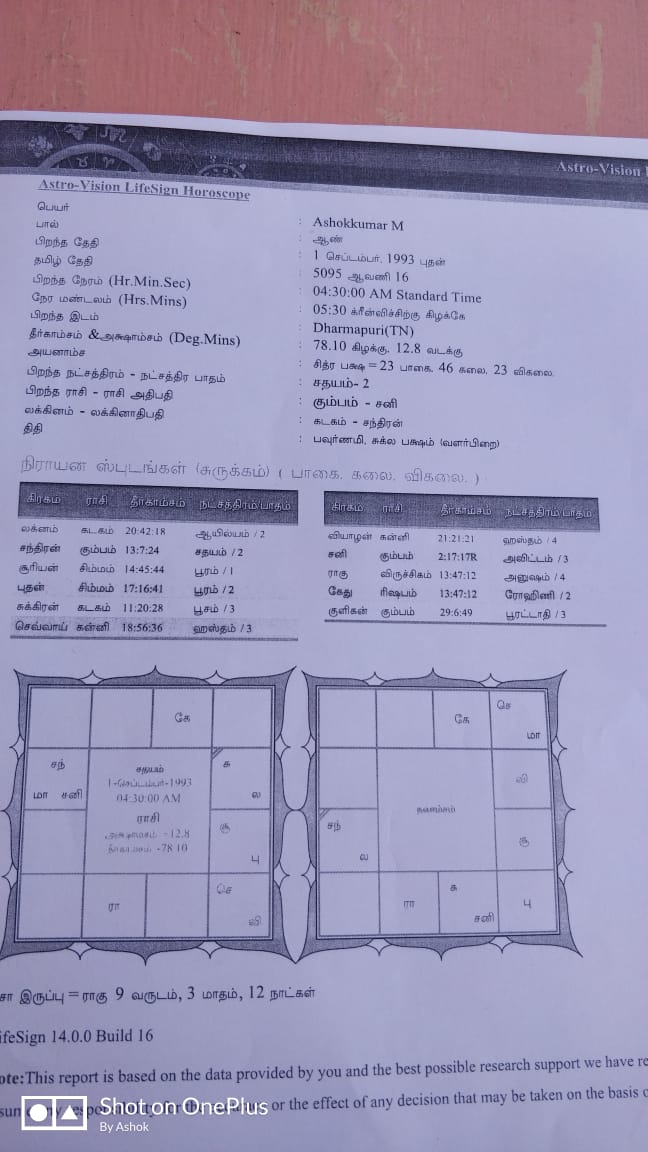 Astro-Vision
Astro-Vision LifeSign Horoscope
பெயர் : Ashokkumar M
பால் : ஆண்
பிறந்த தேதி : 1 செப்டம்பர், 1993 புதன்
தமிழ் தேதி : 5095 ஆவணி 16
பிறந்த நேரம் (Hr.Min.Sec) : 04:30:00 AM Standard Time
நேர மண்டலம் (Hrs.Mins) : 05:30 க்ரீன்விச்சிற்கு கிழக்கே
பிறந்த இடம் : Dharmapuri(TN)
தீர்காம்சம் &அக்ஷாம்சம் (Deg.Mins) : 78.10 கிழக்கு, 12.8 வடக்கு
அயனாம்ச : சித்ர பக்ஷ = 23 பாகை, 46 கலை, 23 விகலை
பிறந்த நட்சத்திரம் - நட்சத்திர பாதம் : சதயம்- 2
பிறந்த ராசி - ராசி அதிபதி : கும்பம் - சனி
லக்கினம் - லக்கினாதிபதி : கடகம் - சந்திரன்
திதி : பவுர்ணமி, சுக்ல பக்ஷம் (வளர்பிறை)
நிராயன ஸ்புடங்கள் (சுருக்கம்) ( பாகை, கலை, விகலை, )
கிரகம் ராசி தீர்காம்சம் நட்சத்திரம்/பாதம்
லக்னம் கடகம் 20:42:18 ஆயில்யம் / 2
சந்திரன் கும்பம் 13:7:24 சதயம் / 2
சூரியன் சிம்மம் 14:45:44 பூரம் / 1
புதன் சிம்மம் 17:16:41 பூரம் / 2
சுக்கிரன் கடகம் 11:20:28 பூசம் / 3
செவ்வாய் கன்னி 18:56:36 ஹஸ்தம் / 3
கிரகம் ராசி தீர்காம்சம் நட்சத்திரம்/பாதம்
வியாழன் கன்னி 21:21:21 ஹஸ்தம் / 4
சனி கும்பம் 2:17:17R அவிட்டம் / 3
ராகு விருச்சிகம் 13:47:12 அனுஷம் / 4
கேது ரிஷபம் 13:47:12 ரோஹிணி / 2
குளிகன் கும்பம் 29:6:49 பூரட்டாதி / 3
கே
சந்
மா சனி
சதயம்
1-செப்டம்பர்-1993
04:30:00 AM
ராசி
அக்ஷாம்சம் -12.8
தீர்காம்சம் -78.10
சு
ல
சூ
பு
ரா
செ
வி
கே
செ
மா
வி
நவாம்சம்
சந்
ல
சூ
ரா
சு
சனி
பு
சா இருப்பு = ராகு 9 வருடம், 3 மாதம், 12 நாட்கள்
ifeSign 14.0.0 Build 16
ote:This report is based on the data provided by you and the best possible research support we have re
or the effect of any decision that may be taken on the basis o
Shot on OnePlus
By Ashok